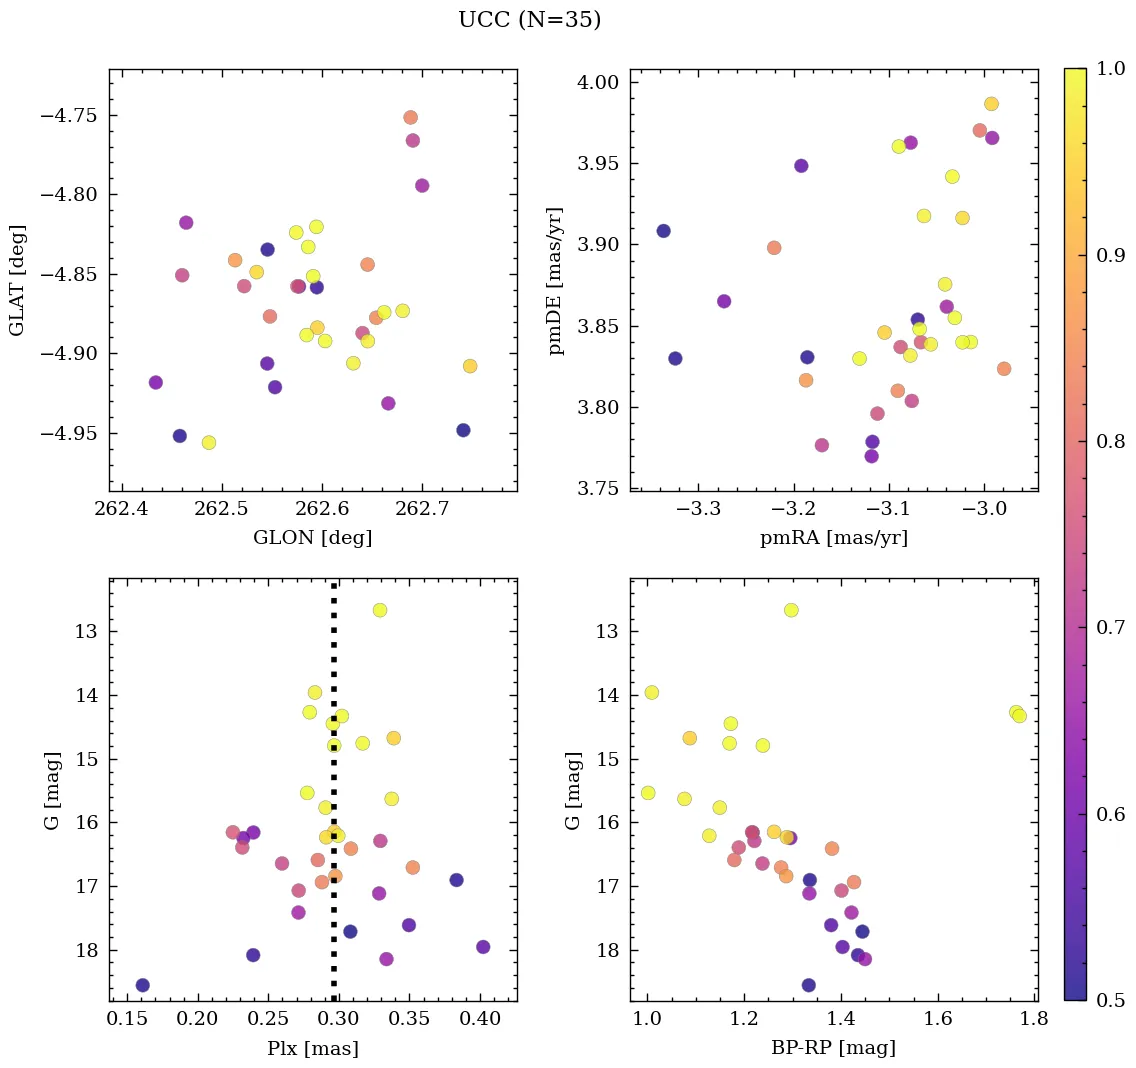 UCC (N=35)
−4.75
−4.80
−4.85
−4.90
−4.95
GLAT [deg]
262.4 262.5 262.6 262.7
GLON [deg]
4.00
3.95
3.90
3.85
3.80
3.75
pmDE [mas/yr]
−3.3 −3.2 −3.1 −3.0
pmRA [mas/yr]
13
14
15
16
17
18
G [mag]
0.15 0.20 0.25 0.30 0.35 0.40
Plx [mas]
13
14
15
16
17
18
G [mag]
1.0 1.2 1.4 1.6 1.8
BP-RP [mag]
1.0
0.9
0.8
0.7
0.6
0.5